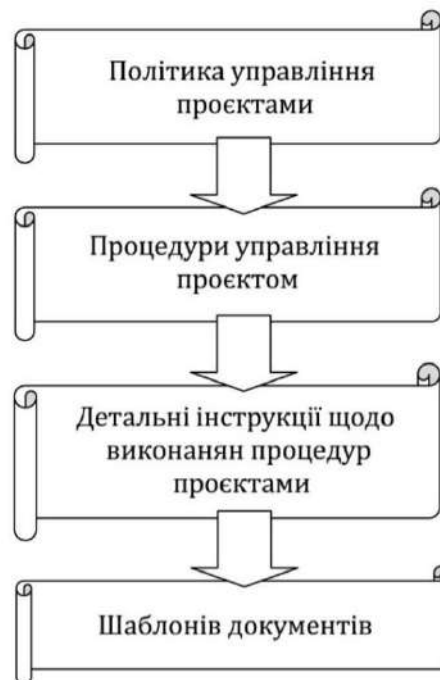 Політика управління
проєктами
Процедури управління
проєктом
Детальні інструкції щодо
виконанян процедур
проєктами
Шаблонів документів